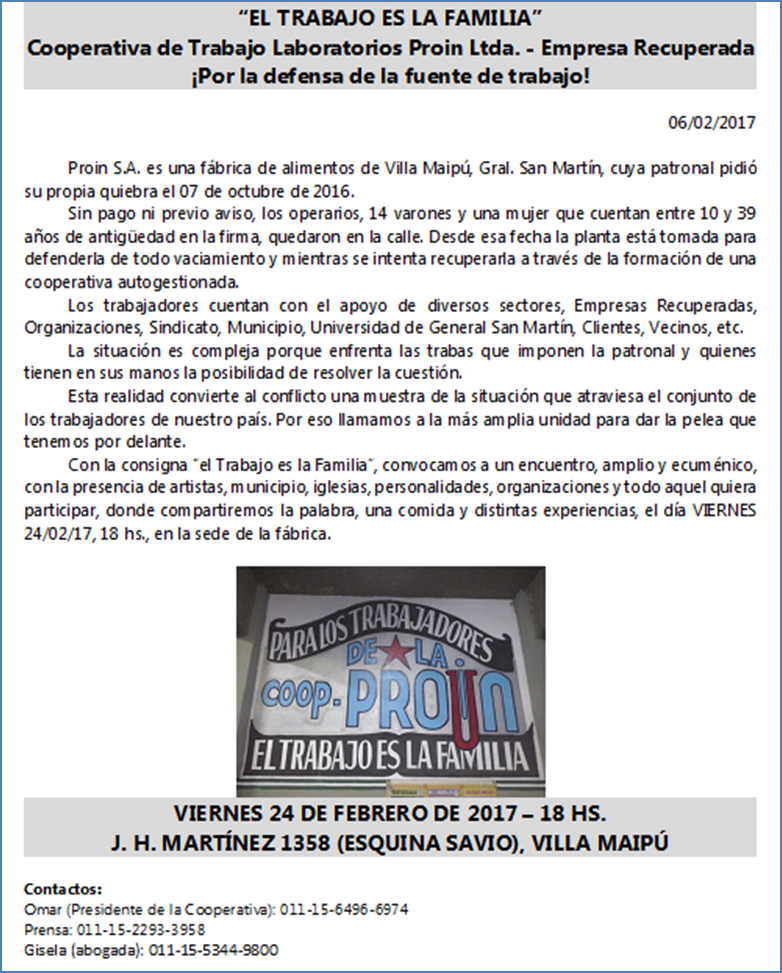 “EL TRABAJO ES LA FAMILIA”
Cooperativa de Trabajo Laboratorios Proin Ltda. - Empresa Recuperada
¡Por la defensa de la fuente de trabajo!
06/02/2017
Proin S.A. es una fábrica de alimentos de Villa Maipú, Gral. San Martín, cuya patronal pidió
su propia quiebra el 07 de octubre de 2016.
Sin pago ni previo aviso, los operarios, 14 varones y una mujer que cuentan entre 10 y 39
años de antigüedad en la firma, quedaron en la calle. Desde esa fecha la planta está tomada para
defenderla de todo vaciamiento y mientras se intenta recuperarla a través de la formación de una
cooperativa autogestionada.
Los trabajadores cuentan con el apoyo de diversos sectores, Empresas Recuperadas,
Organizaciones, Sindicato, Municipio, Universidad de General San Martín, Clientes, Vecinos, etc.
La situación es compleja porque enfrenta las trabas que imponen la patronal y quienes
tienen en sus manos la posibilidad de resolver la cuestión.
Esta realidad convierte al conflicto una muestra de la situación que atraviesa el conjunto de
los trabajadores de nuestro país. Por eso llamamos a la más amplia unidad para dar la pelea que
tenemos por delante.
Con la consigna “el Trabajo es la Familia”, convocamos a un encuentro, amplio y ecuménico,
con la presencia de artistas, municipio, iglesias, personalidades, organizaciones y todo aquel quiera
participar, donde compartiremos la palabra, una comida y distintas experiencias, el día VIERNES
24/02/17, 18 hs., en la sede de la fábrica.
PARA LOS TRABAJADORES
DE LA
COOP-PROIN
EL TRABAJO ES LA FAMILIA
VIERNES 24 DE FEBRERO DE 2017 – 18 HS.
J. H. MARTÍNEZ 1358 (ESQUINA SAVIO), VILLA MAIPÚ
Contactos:
Omar (Presidente de la Cooperativa): 011-15-6496-6974
Prensa: 011-15-2293-3958
Gisela (abogada): 011-15-5344-9800